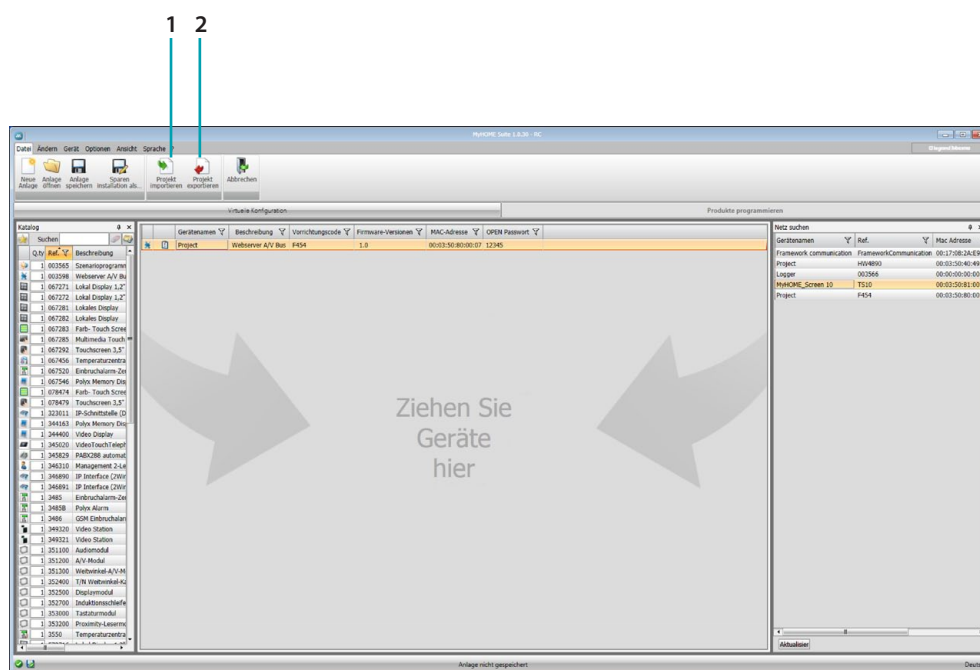 1 2
MyHOME Suite 1.0.30 - RC
Datei Ändern Gerät Optionen Ansicht Sprache ?
Neue Anlage
Anlage öffnen
Anlage speichern
Sparen installation als...
Projekt importieren
Projekt exportieren
Abbrechen
Virtuelle Konfiguration
Produkte programmieren
Katalog
Suchen
Q.ty Ref. Beschreibung
1 003565 Szenarioprogramm
1 003598 Webserver A/V Bu
1 067271 Lokal Display 1,2"
1 067272 Lokal Display 1,2"
1 067281 Lokales Display
1 067282 Lokales Display
1 067283 Farb- Touch Scree
1 067285 Multimedia Touch
1 067292 Touchscreen 3,5"
1 067456 Temperaturzentra
1 067520 Einbruchalarm-Zen
1 067546 Polyx Memory Disp
1 078474 Farb- Touch Scree
1 078479 Touchscreen 3,5"
1 323011 IP-Schnittstelle (D
1 344163 Polyx Memory Disp
1 344400 Video Display
1 345020 VideoTouchTeleph
1 345829 PABX288 automat
1 346310 Management 2-Le
1 346890 IP Interface (2Wir
1 346891 IP Interface (2Wir
1 3485 Einbruchalarm-Zen
1 3485B Polyx Alarm
1 3486 GSM Einbruchalarm
1 349320 Video Station
1 349321 Video Station
1 351100 Audiomodul
1 351200 A/V-Modul
1 351300 Weitwinkel-A/V-M
1 352400 T/N Weitwinkel-Ka
1 352500 Displaymodul
1 352700 Induktionsschleife
1 353000 Tastaturmodul
1 353200 Proximity-Lesermo
1 3550 Temperaturzentra
Gerätenamen Beschreibung Vorrichtungscode Firmware-Versionen MAC-Adresse OPEN Passwort
Project Webserver A/V Bus F454 1.0 00:03:50:80:00:07 12345
Ziehen Sie
Geräte
hier
Netz suchen
Gerätenamen Ref. Mac Adresse
Framework communication FrameworkCommunication 00:17:08:2A:E9
Project HW4890 00:03:50:40:49
Logger 003566 00:00:00:00:00
MyHOME_Screen 10 TS10 00:03:50:81:00
Project F454 00:03:50:80:00
Aktualisier
Anlage nicht gespeichert